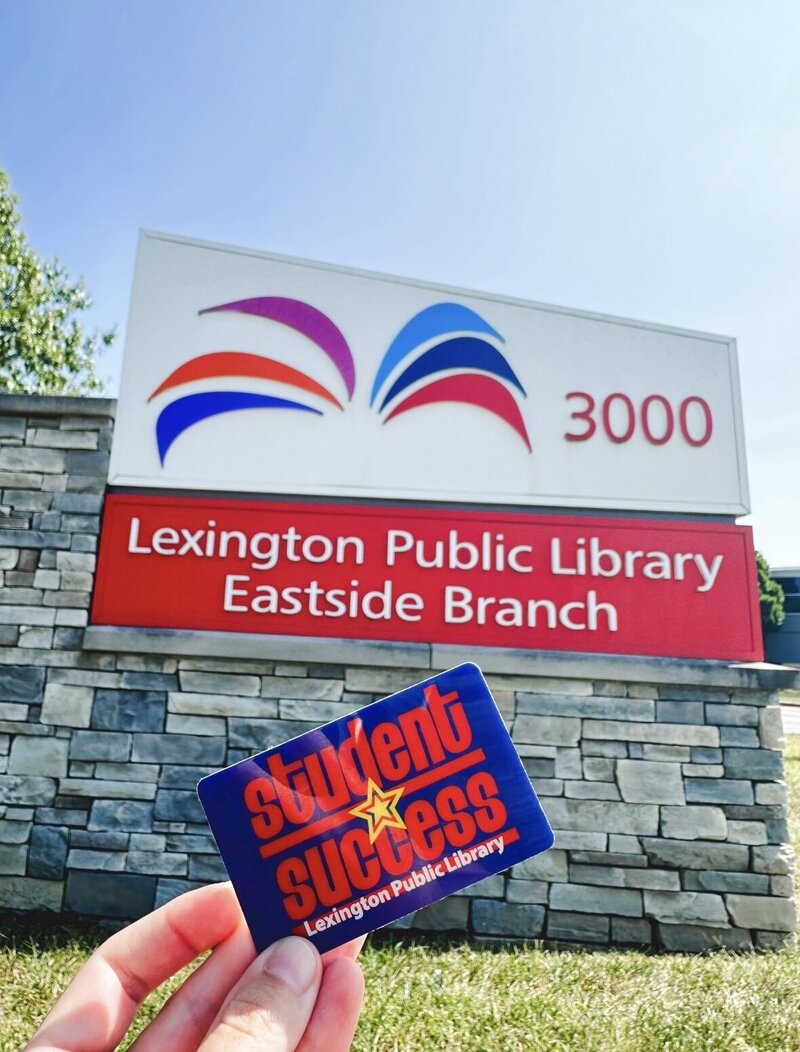 3000
Lexington Public Library
Eastside Branch
student
success
Lexington Public Library